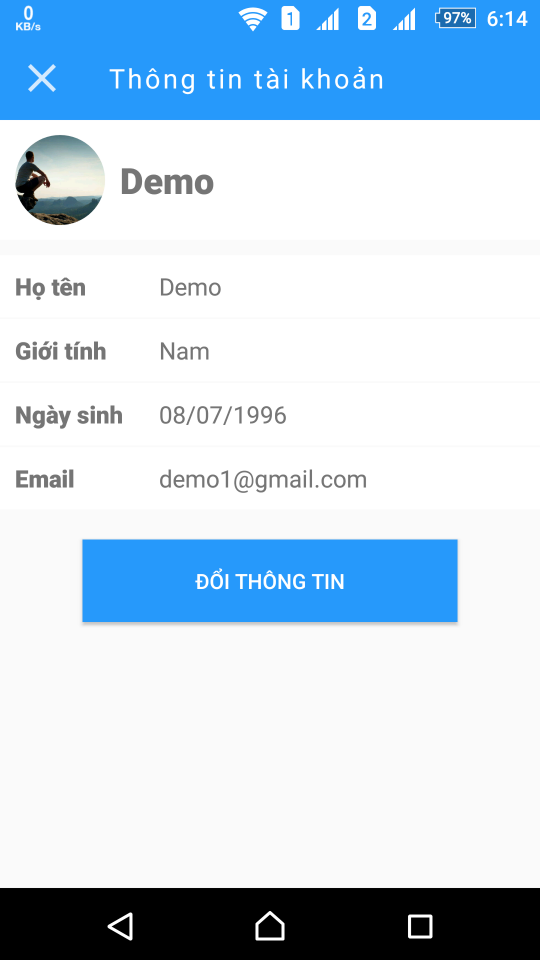 0
KB/s
1
2
97%
6:14
Thông tin tài khoản
Demo
Họ tên Demo
Giới tính Nam
Ngày sinh 08/07/1996
Email demo1@gmail.com
ĐỔI THÔNG TIN